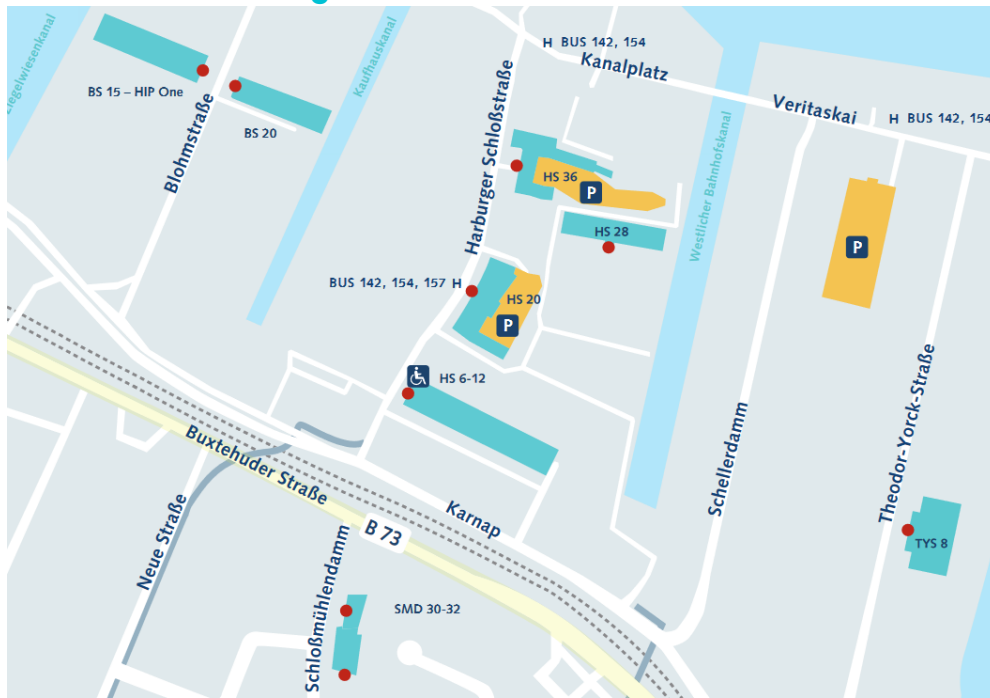 H BUS 142, 154
Kanalplatz
Ziegelwiesenkanal
Kaufhauskanal
BS 15 – HIP One
BS 20
Blohmstraße
Harburger Schloßstraße
Veritaskai
H BUS 142, 154
HS 36
P
HS 28
Westlicher Bahnhofskanal
P
BUS 142, 154, 157 H
HS 20
P
HS 6-12
Buxtehuder Straße
Neue Straße
B 73
Karnap
Schellerdamm
Theodor-Yorck-Straße
TYS 8
Schloßmühlendamm
SMD 30-32